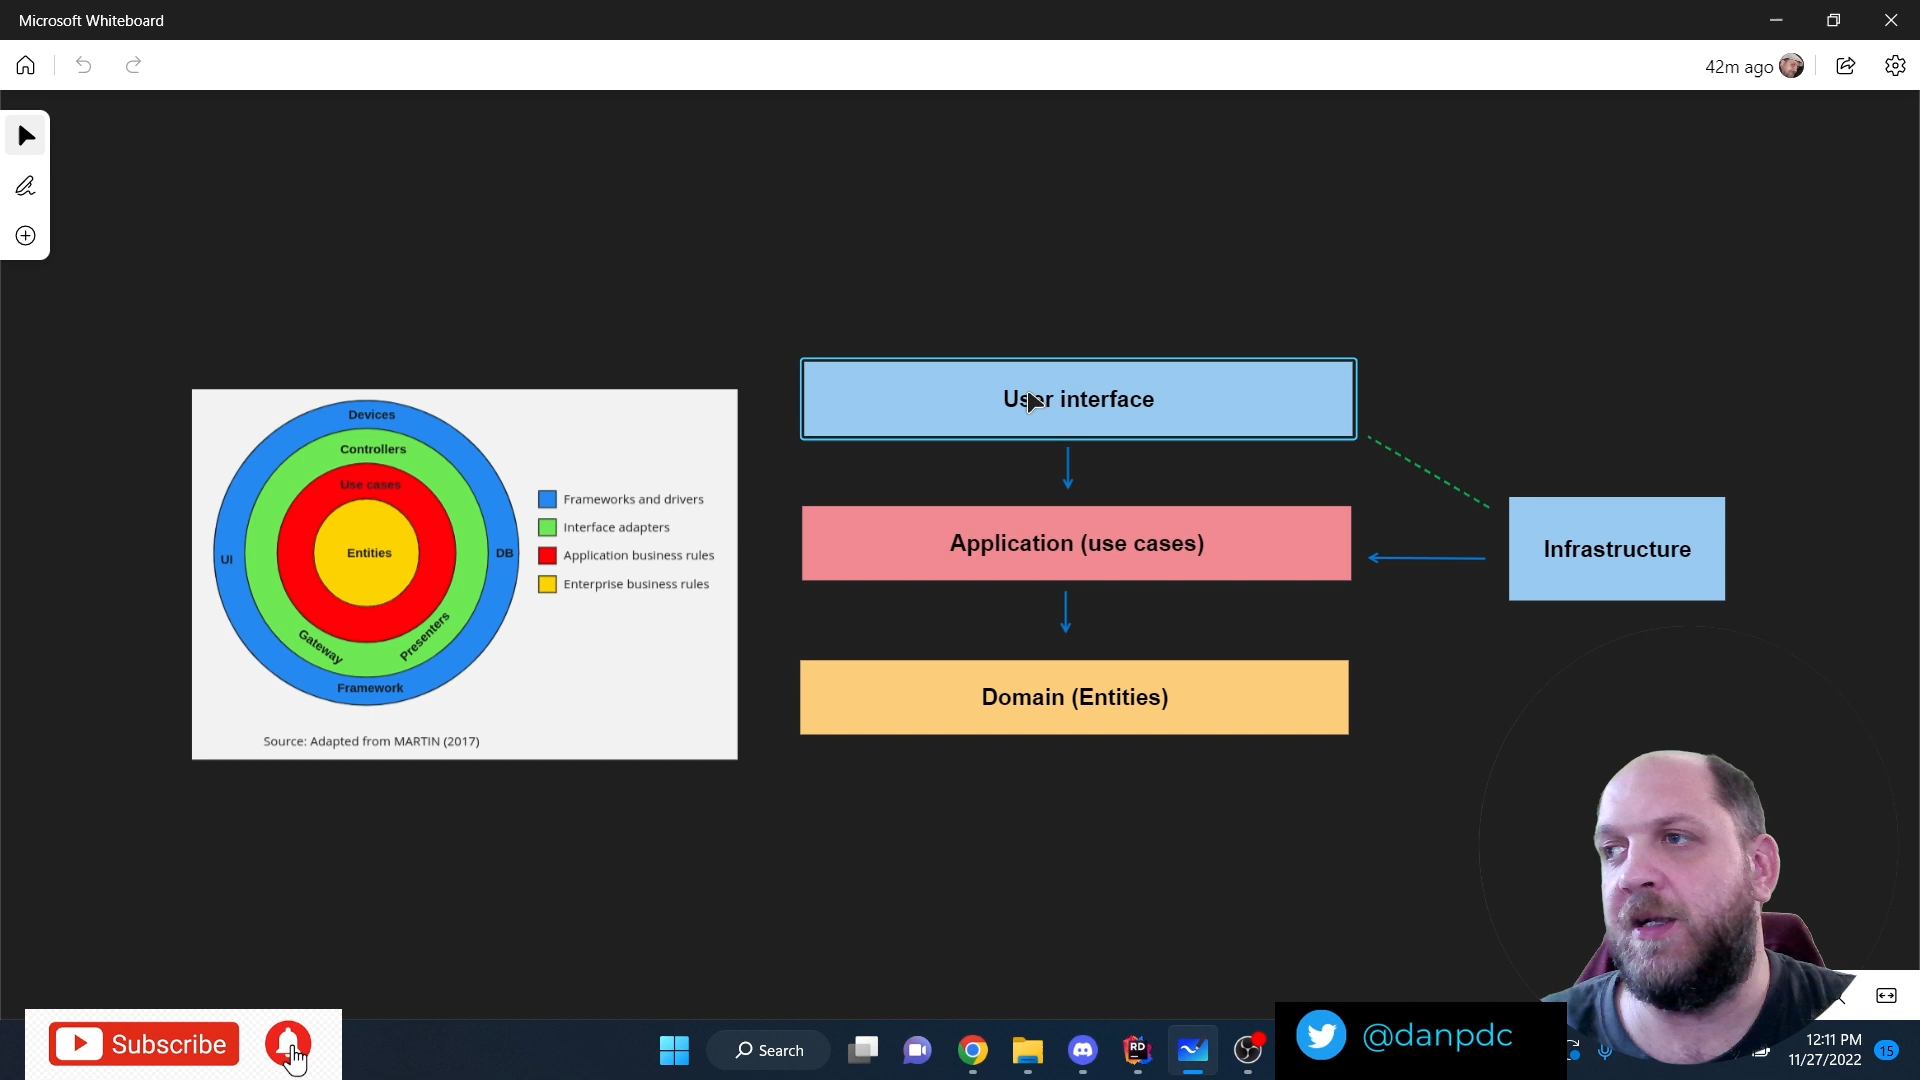 Microsoft Whiteboard
42m ago
User interface
Application (use cases)
Infrastructure
Domain (Entities)
Devices
Controllers
Use cases
Entities
UI
DB
Gateway
Presenters
Framework
Frameworks and drivers
Interface adapters
Application business rules
Enterprise business rules
Source: Adapted from MARTIN (2017)
Subscribe
Search
RD
@danpdc
12:11 PM
11/27/2022
15